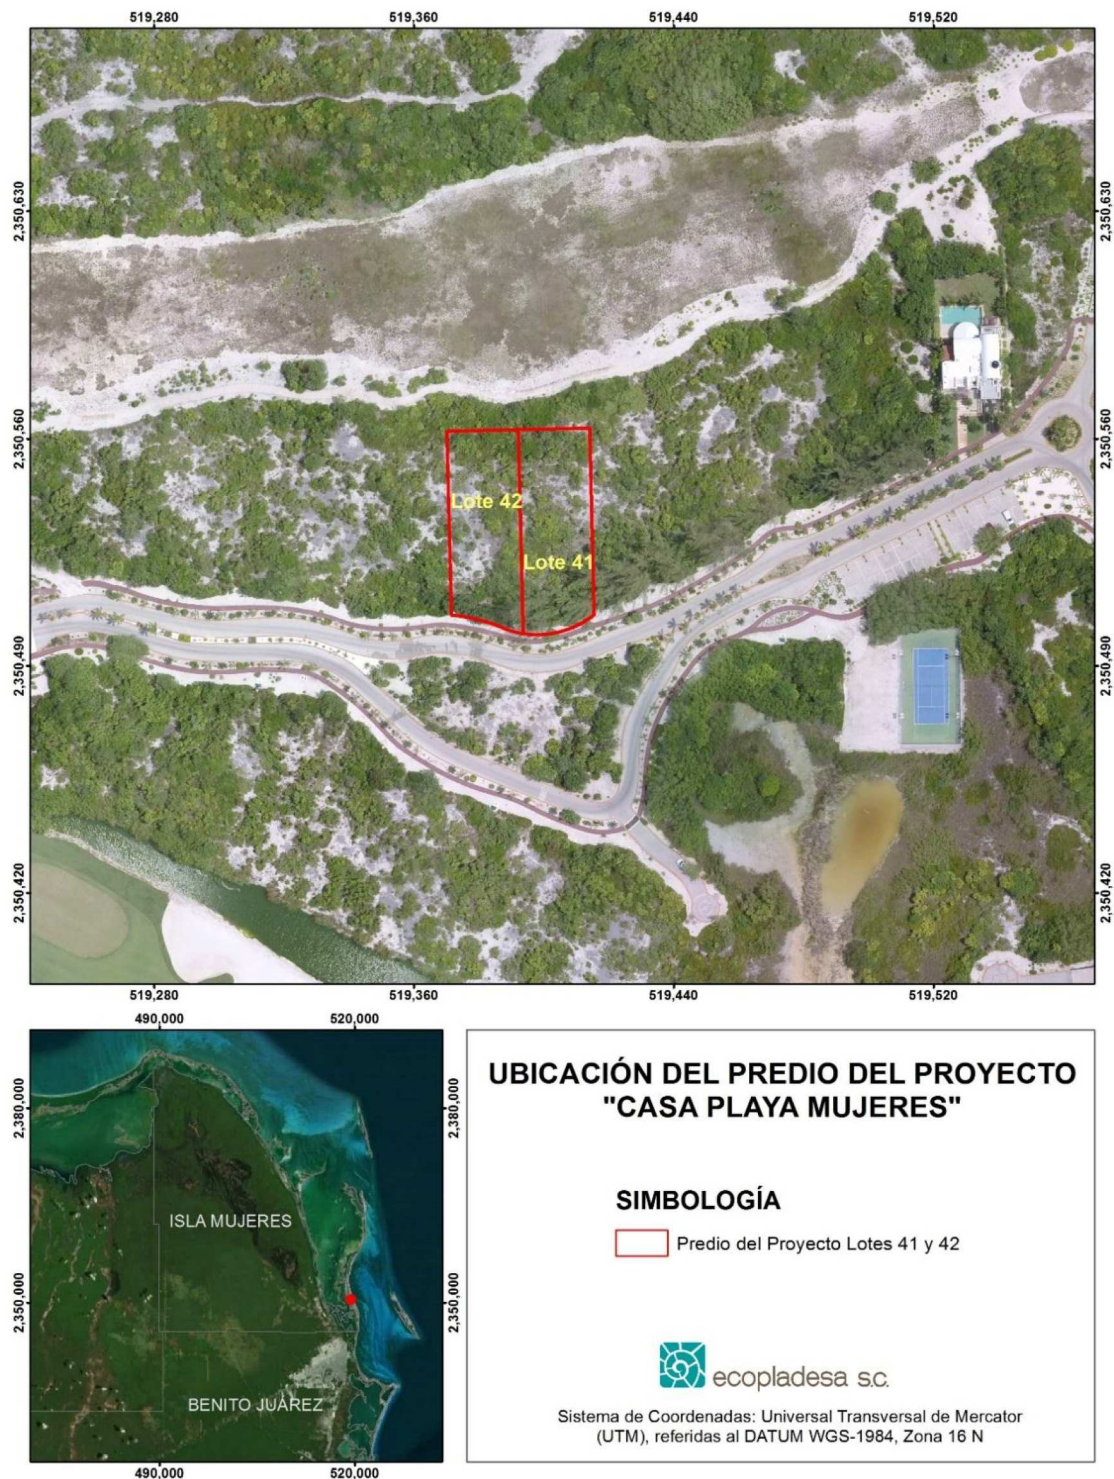 519,280 519,360 519,440 519,520
2,350,630 2,350,630
2,350,560 2,350,560
Lote 42
Lote 41
2,350,490 2,350,490
2,350,420 2,350,420
519,280 519,360 519,440 519,520
490,000 520,000
2,380,000 2,380,000
ISLA MUJERES
2,350,000 2,350,000
BENITO JUÁREZ
490,000 520,000
UBICACIÓN DEL PREDIO DEL PROYECTO
"CASA PLAYA MUJERES"
SIMBOLOGÍA
Predio del Proyecto Lotes 41 y 42
ecopladesa s.c.
Sistema de Coordenadas: Universal Transversal de Mercator
(UTM), referidas al DATUM WGS-1984, Zona 16 N